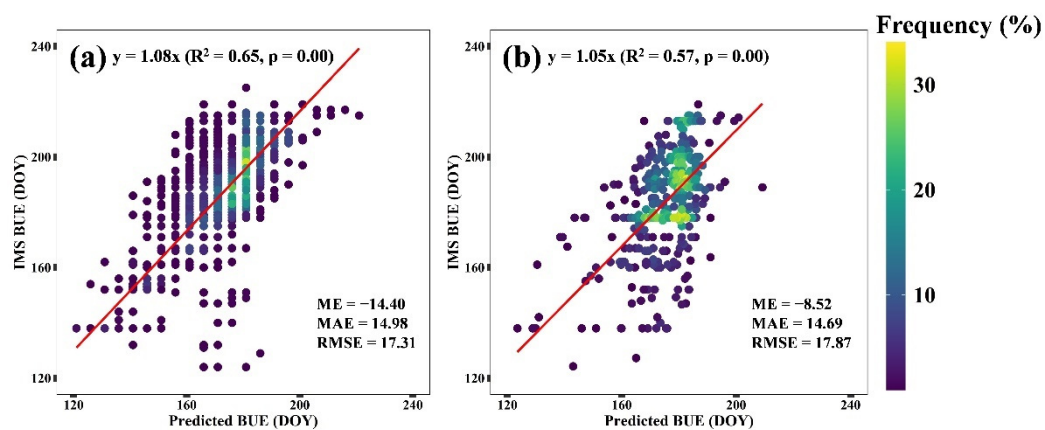 Frequency (%)
(a) y = 1.08x (R² = 0.65, p = 0.00)
240
200
160
120
IMS BUE (DOY)
ME = −14.40
MAE = 14.98
RMSE = 17.31
120 160 200 240
Predicted BUE (DOY)
(b) y = 1.05x (R² = 0.57, p = 0.00)
240
200
160
120
IMS BUE (DOY)
ME = −8.52
MAE = 14.69
RMSE = 17.87
120 160 200 240
Predicted BUE (DOY)
30
20
10